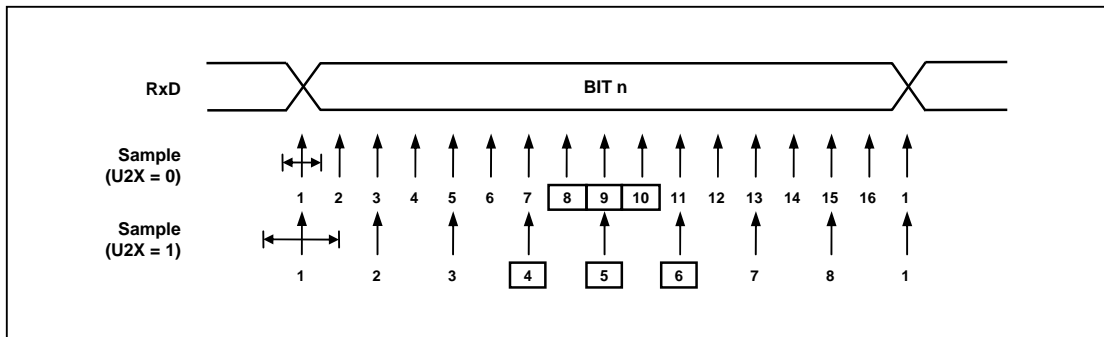 RxD
BIT n
Sample
(U2X = 0)
1 2 3 4 5 6 7 8 9 10 11 12 13 14 15 16 1
Sample
(U2X = 1)
1 2 3 4 5 6 7 8 1